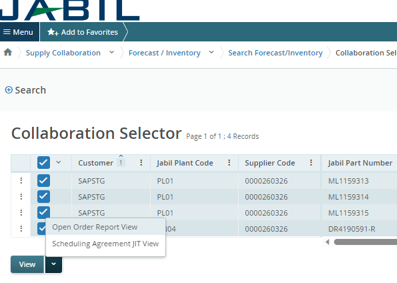 JABIL
Menu Add to Favorites
Supply Collaboration Forecast / Inventory Search Forecast/Inventory Collaboration Sel
Search
Collaboration Selector Page 1 of 1 ; 4 Records
Customer 1 Jabil Plant Code Supplier Code Jabil Part Number
SAPSTG PL01 0000260326 ML1159313
SAPSTG PL01 0000260326 ML1159314
SAPSTG PL01 0000260326 ML1159315
04 0000260326 DR4190591-R
Open Order Report View
Scheduling Agreement JIT View
View